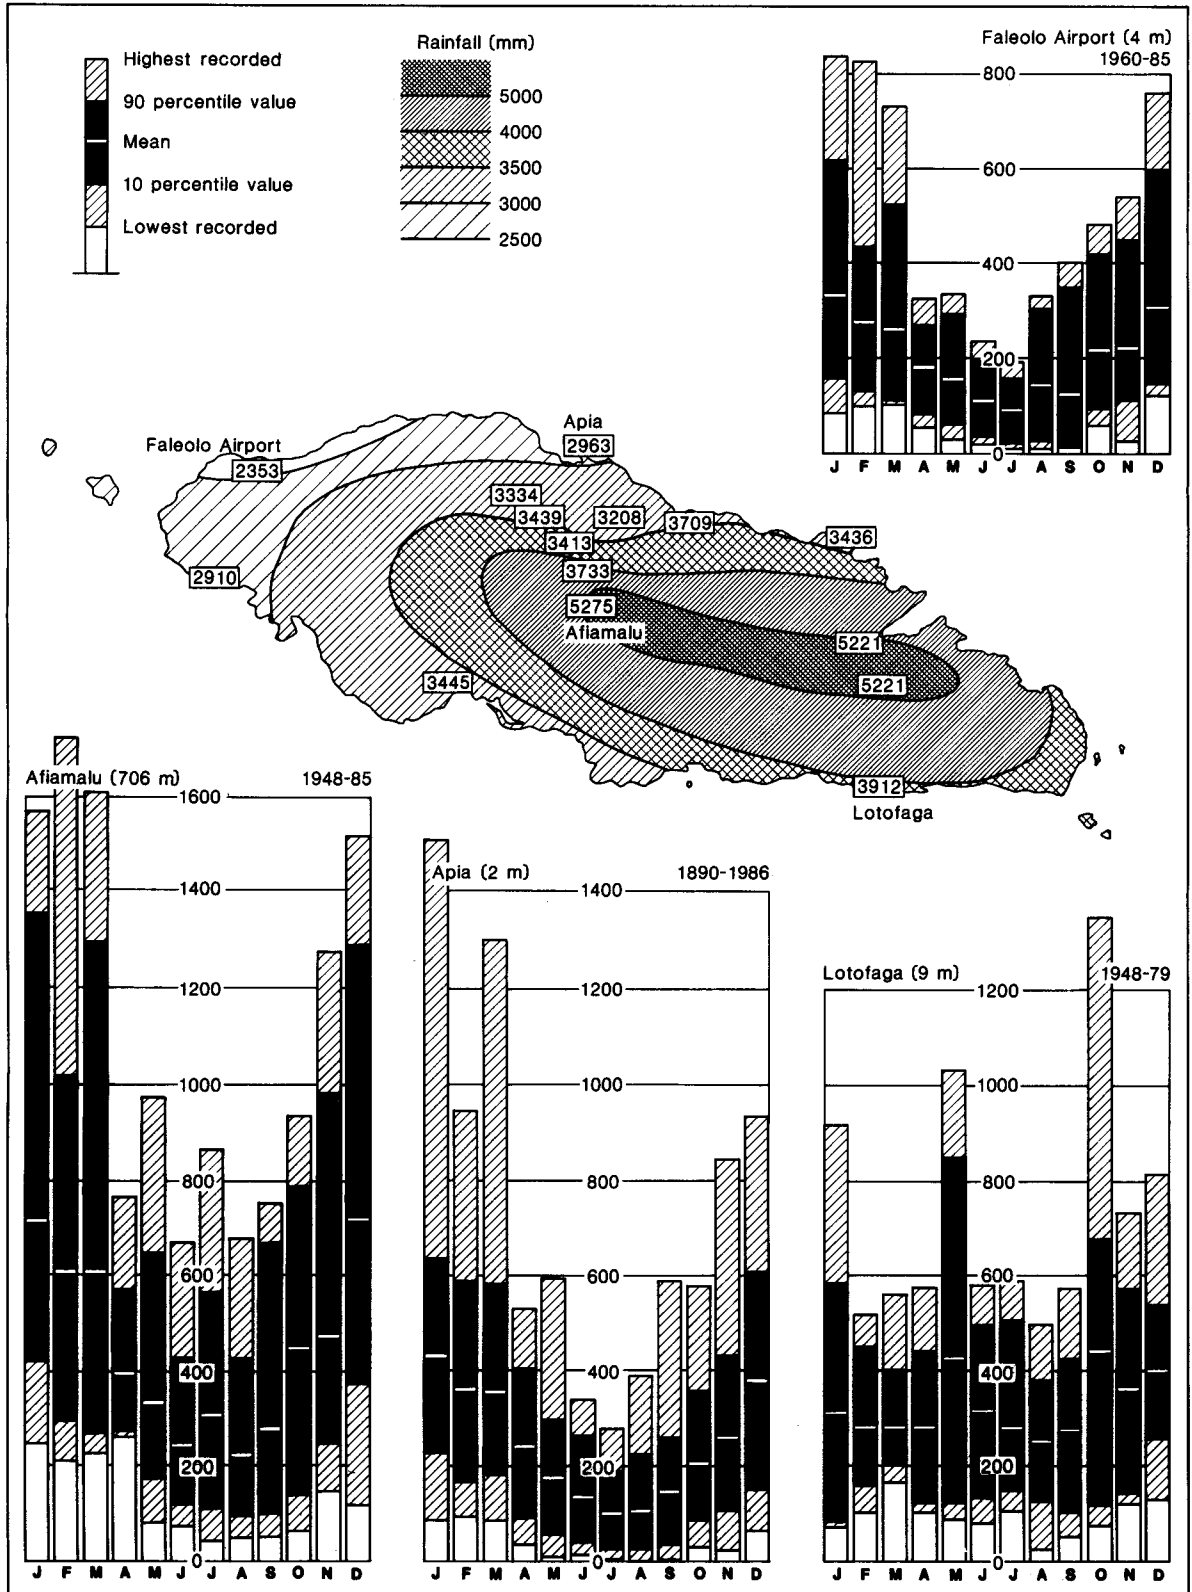 Highest recorded
90 percentile value
Mean
10 percentile value
Lowest recorded
Rainfall (mm)
5000
4000
3500
3000
2500
Faleolo Airport (4 m)
1960-85
800
600
400
200
0
J F M A M J J A S O N D
Faleolo Airport
2353
Apia
2963
3334
3439
3208
3709
3413
3436
3733
2910
5275
Afiamalu
5221
5221
3445
3912
Lotofaga
Afiamalu (706 m) 1948-85
1600
1400
1200
1000
800
600
400
200
0
J F M A M J J A S O N D
Apia (2 m) 1890-1986
1400
1200
1000
800
600
400
200
0
J F M A M J J A S O N D
Lotofaga (9 m) 1948-79
1200
1000
800
600
400
200
0
J F M A M J J A S O N D